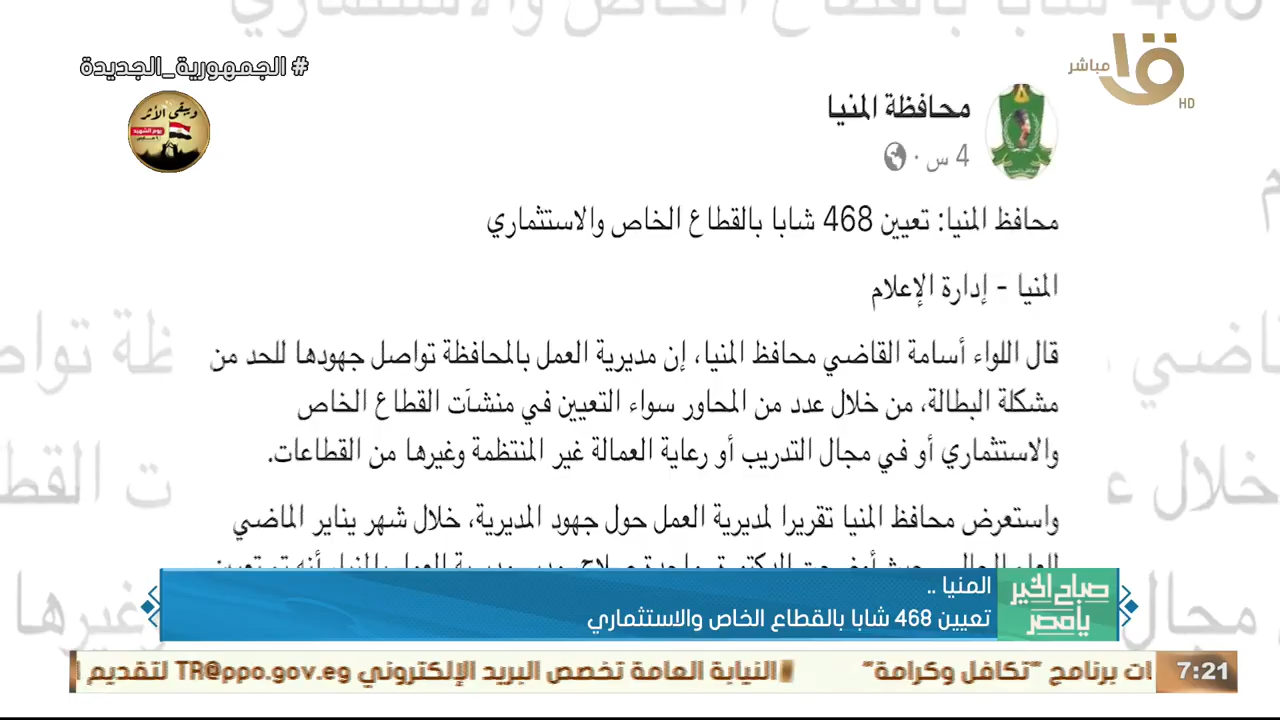 # الجمهورية_الجديدة
مباشر
HD
ويبقى الأثر
يوم الشهيد
محافظة المنيا
4 س ·
محافظ المنيا: تعيين 468 شابا بالقطاع الخاص والاستثماري
المنيا - إدارة الإعلام
قال اللواء أسامة القاضي محافظ المنيا، إن مديرية العمل بالمحافظة تواصل جهودها للحد من
مشكلة البطالة، من خلال عدد من المحاور سواء التعيين في منشآت القطاع الخاص
والاستثماري أو في مجال التدريب أو رعاية العمالة غير المنتظمة وغيرها من القطاعات.
واستعرض محافظ المنيا تقريرا لمديرية العمل حول جهود المديرية، خلال شهر يناير الماضي
صباح الخير يا مصر
المنيا ..
تعيين 468 شابا بالقطاع الخاص والاستثماري
7:21
ات برنامج "تكافل وكرامة" النيابة العامة تخصص البريد الإلكتروني TR@ppo.gov.eg لتقديم ا